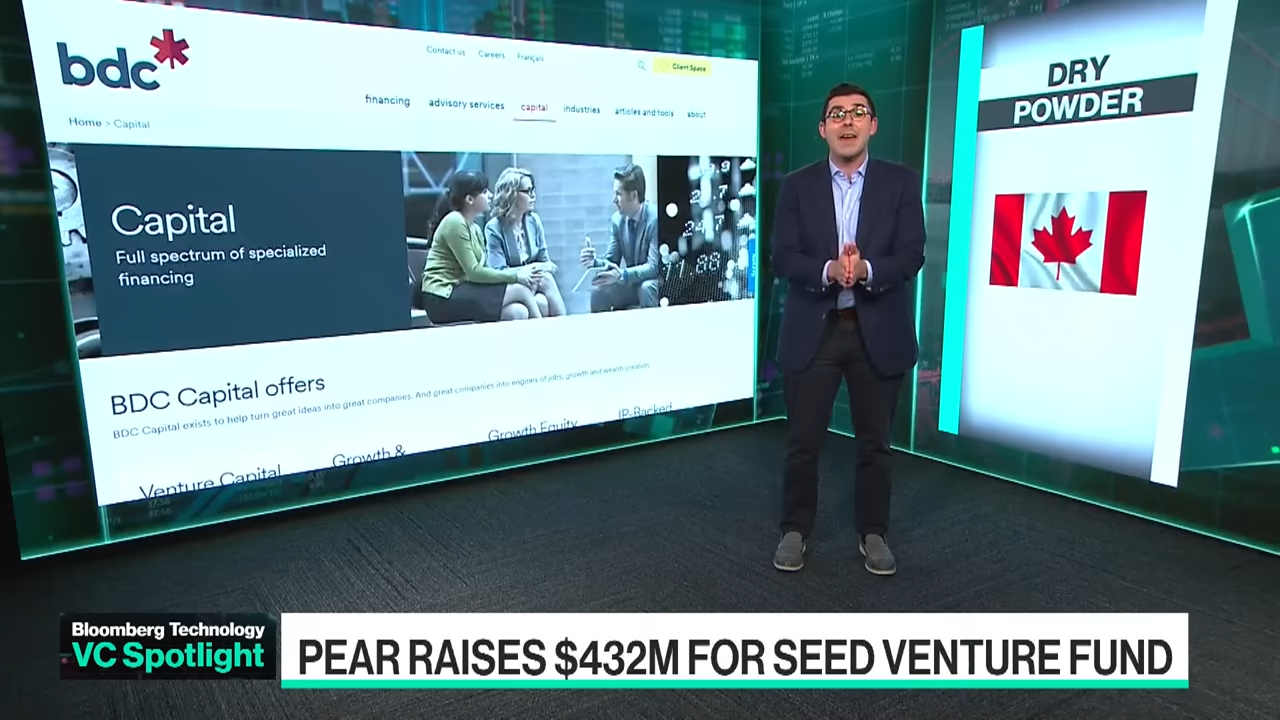 bdc
Contact us Careers Français
Client Space
financing advisory services capital industries articles and tools about
Home > Capital
Capital
Full spectrum of specialized
financing
BDC Capital offers
BDC Capital exists to help turn great ideas into great companies. And great companies into engines of jobs, growth and wealth creation.
Venture Capital Growth & Growth Equity IP-Backed
DRY
POWDER
Bloomberg Technology
VC Spotlight
PEAR RAISES $432M FOR SEED VENTURE FUND